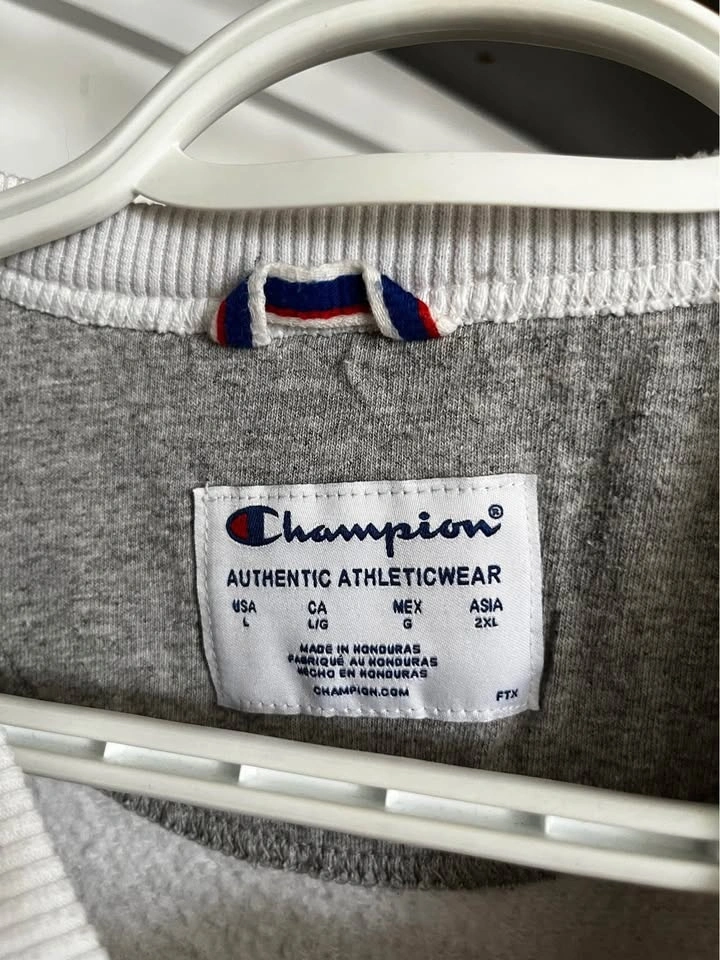 Champion®
AUTHENTIC ATHLETICWEAR
USA CA MEX ASIA
L L/G G 2XL
MADE IN HONDURAS
FABRIQUÉ AU HONDURAS
HECHO EN HONDURAS
CHAMPION.COM
FTX